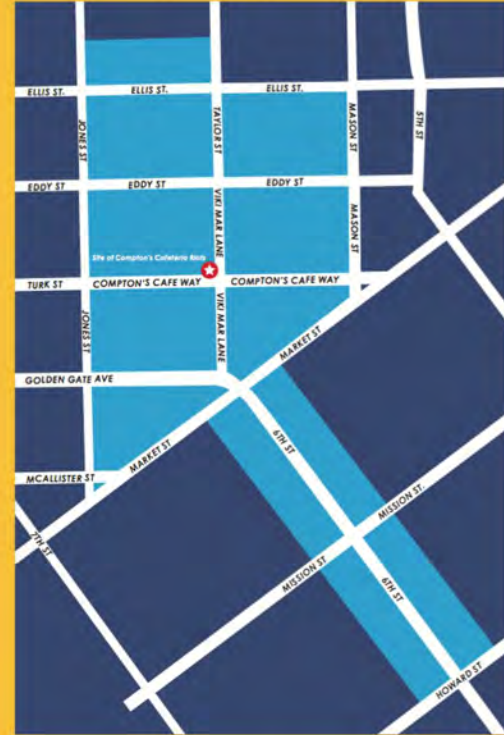 ELLIS ST.
ELLIS ST.
ELLIS ST.
JONES ST
TAYLOR ST
MASON ST
5TH ST
EDDY ST
EDDY ST
EDDY ST
VIKI MAR LANE
MASON ST
Site of Compton's Cafeteria Riots
TURK ST
COMPTON'S CAFE WAY
COMPTON'S CAFE WAY
JONES ST
VIKI MAR LANE
MARKET ST
GOLDEN GATE AVE
MARKET ST
6TH ST
MCALLISTER ST
MISSION ST.
7TH ST
MISSION ST
6TH ST
HOWARD ST